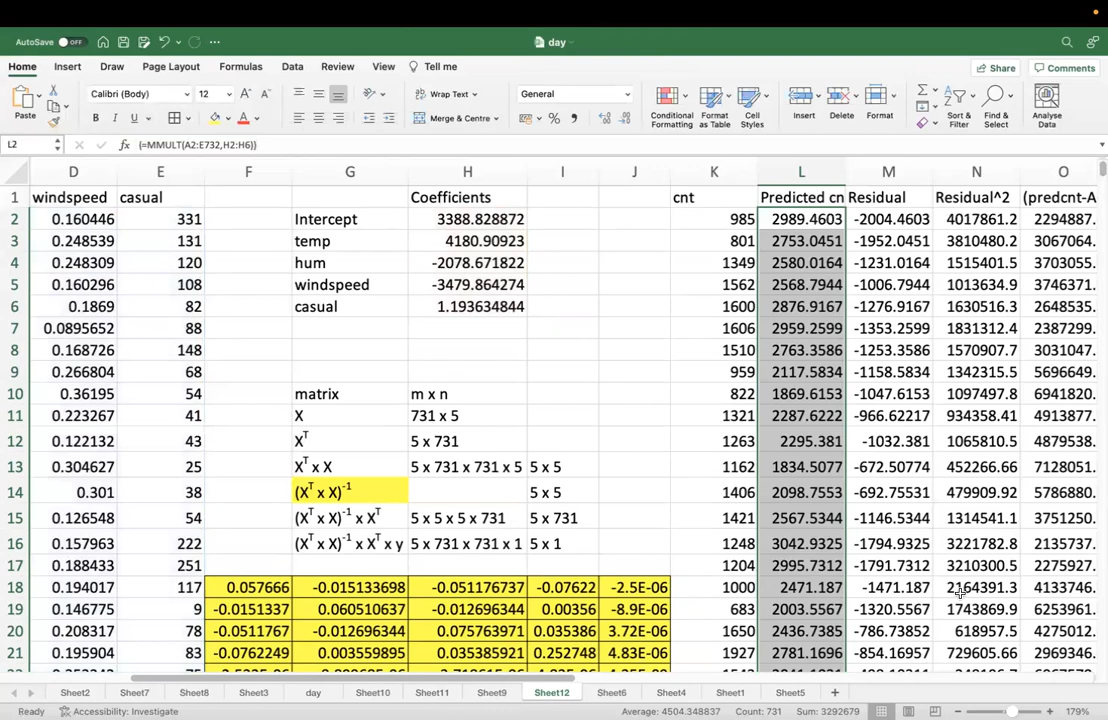 AutoSave OFF day
Home Insert Draw Page Layout Formulas Data Review View Tell me Share Comments
Paste Calibri (Body) 12 Wrap Text Merge & Centre General Conditional Formatting Format as Table Cell Styles Insert Delete Format Sort & Filter Find & Select Analyse Data
L2 fx {=MMULT(A2:E732,H2:H6)}
D E F G H I J K L M N O
1 windspeed casual Coefficients cnt Predicted cn Residual Residual^2 (predcnt-A
2 0.160446 331 Intercept 3388.828872 985 2989.4603 -2004.4603 4017861.2 2294887.
3 0.248539 131 temp 4180.90923 801 2753.0451 -1952.0451 3810480.2 3067064.
4 0.248309 120 hum -2078.671822 1349 2580.0164 -1231.0164 1515401.5 3703055.
5 0.160296 108 windspeed -3479.864274 1562 2568.7944 -1006.7944 1013634.9 3746371.
6 0.1869 82 casual 1.193634844 1600 2876.9167 -1276.9167 1630516.3 2648535.
7 0.0895652 88 1606 2959.2599 -1353.2599 1831312.4 2387299.
8 0.168726 148 1510 2763.3586 -1253.3586 1570907.7 3031047.
9 0.266804 68 959 2117.5834 -1158.5834 1342315.5 5696649.
10 0.36195 54 matrix m x n 822 1869.6153 -1047.6153 1097497.8 6941820.
11 0.223267 41 X 731 x 5 1321 2287.6222 -966.62217 934358.41 4913877.
12 0.122132 43 X^T 5 x 731 1263 2295.381 -1032.381 1065810.5 4879538.
13 0.304627 25 X^T x X 5 x 731 x 731 x 5 5 x 5 1162 1834.5077 -672.50774 452266.66 7128051.
14 0.301 38 (X^T x X)^-1 5 x 5 1406 2098.7553 -692.75531 479909.92 5786880.
15 0.126548 54 (X^T x X)^-1 x X^T 5 x 5 x 5 x 731 5 x 731 1421 2567.5344 -1146.5344 1314541.1 3751250.
16 0.157963 222 (X^T x X)^-1 x X^T x y 5 x 731 x 731 x 1 5 x 1 1248 3042.9325 -1794.9325 3221782.8 2135737.
17 0.188433 251 1204 2995.7312 -1791.7312 3210300.5 2275927.
18 0.194017 117 0.057666 -0.015133698 -0.051176737 -0.07622 -2.5E-06 1000 2471.187 -1471.187 2164391.3 4133746.
19 0.146775 9 -0.0151337 0.060510637 -0.012696344 0.00356 -8.9E-06 683 2003.5567 -1320.5567 1743869.9 6253961.
20 0.208317 78 -0.0511767 -0.012696344 0.075763971 0.035386 3.72E-06 1650 2436.7385 -786.73852 618957.5 4275012.
21 0.195904 83 -0.0762249 0.003559895 0.035385921 0.252748 4.83E-06 1927 2781.1696 -854.16957 729605.66 2969346.
Sheet2 Sheet7 Sheet8 Sheet3 day Sheet10 Sheet11 Sheet9 Sheet12 Sheet6 Sheet4 Sheet1 Sheet5 +
Ready Accessibility: Investigate Average: 4504.348837 Count: 731 Sum: 3292679 179%